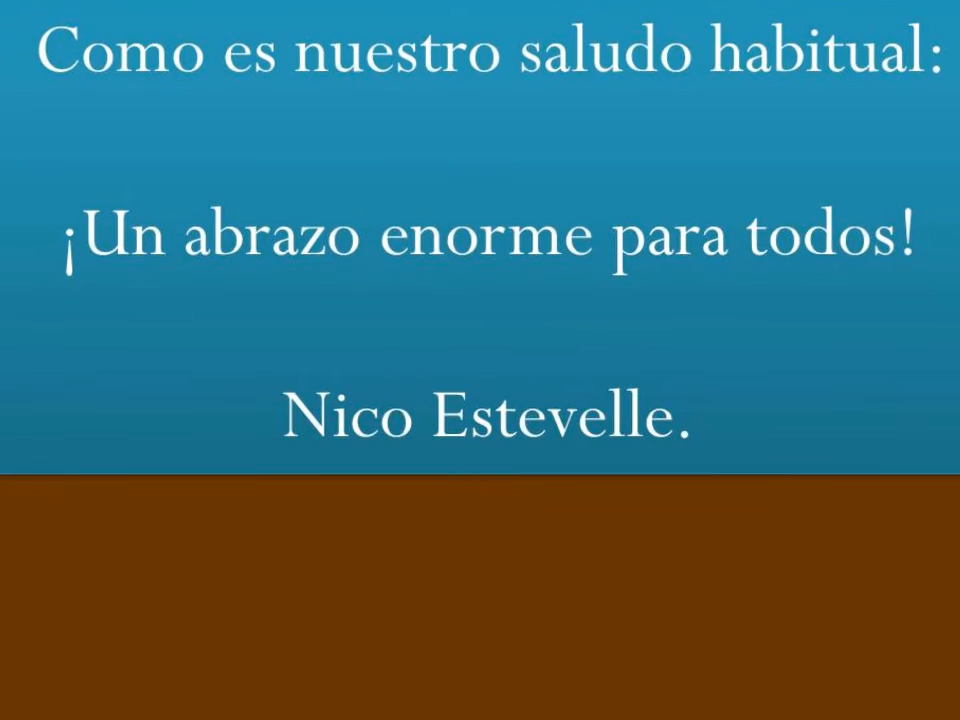 Como es nuestro saludo habitual:
¡Un abrazo enorme para todos!
Nico Estevelle.